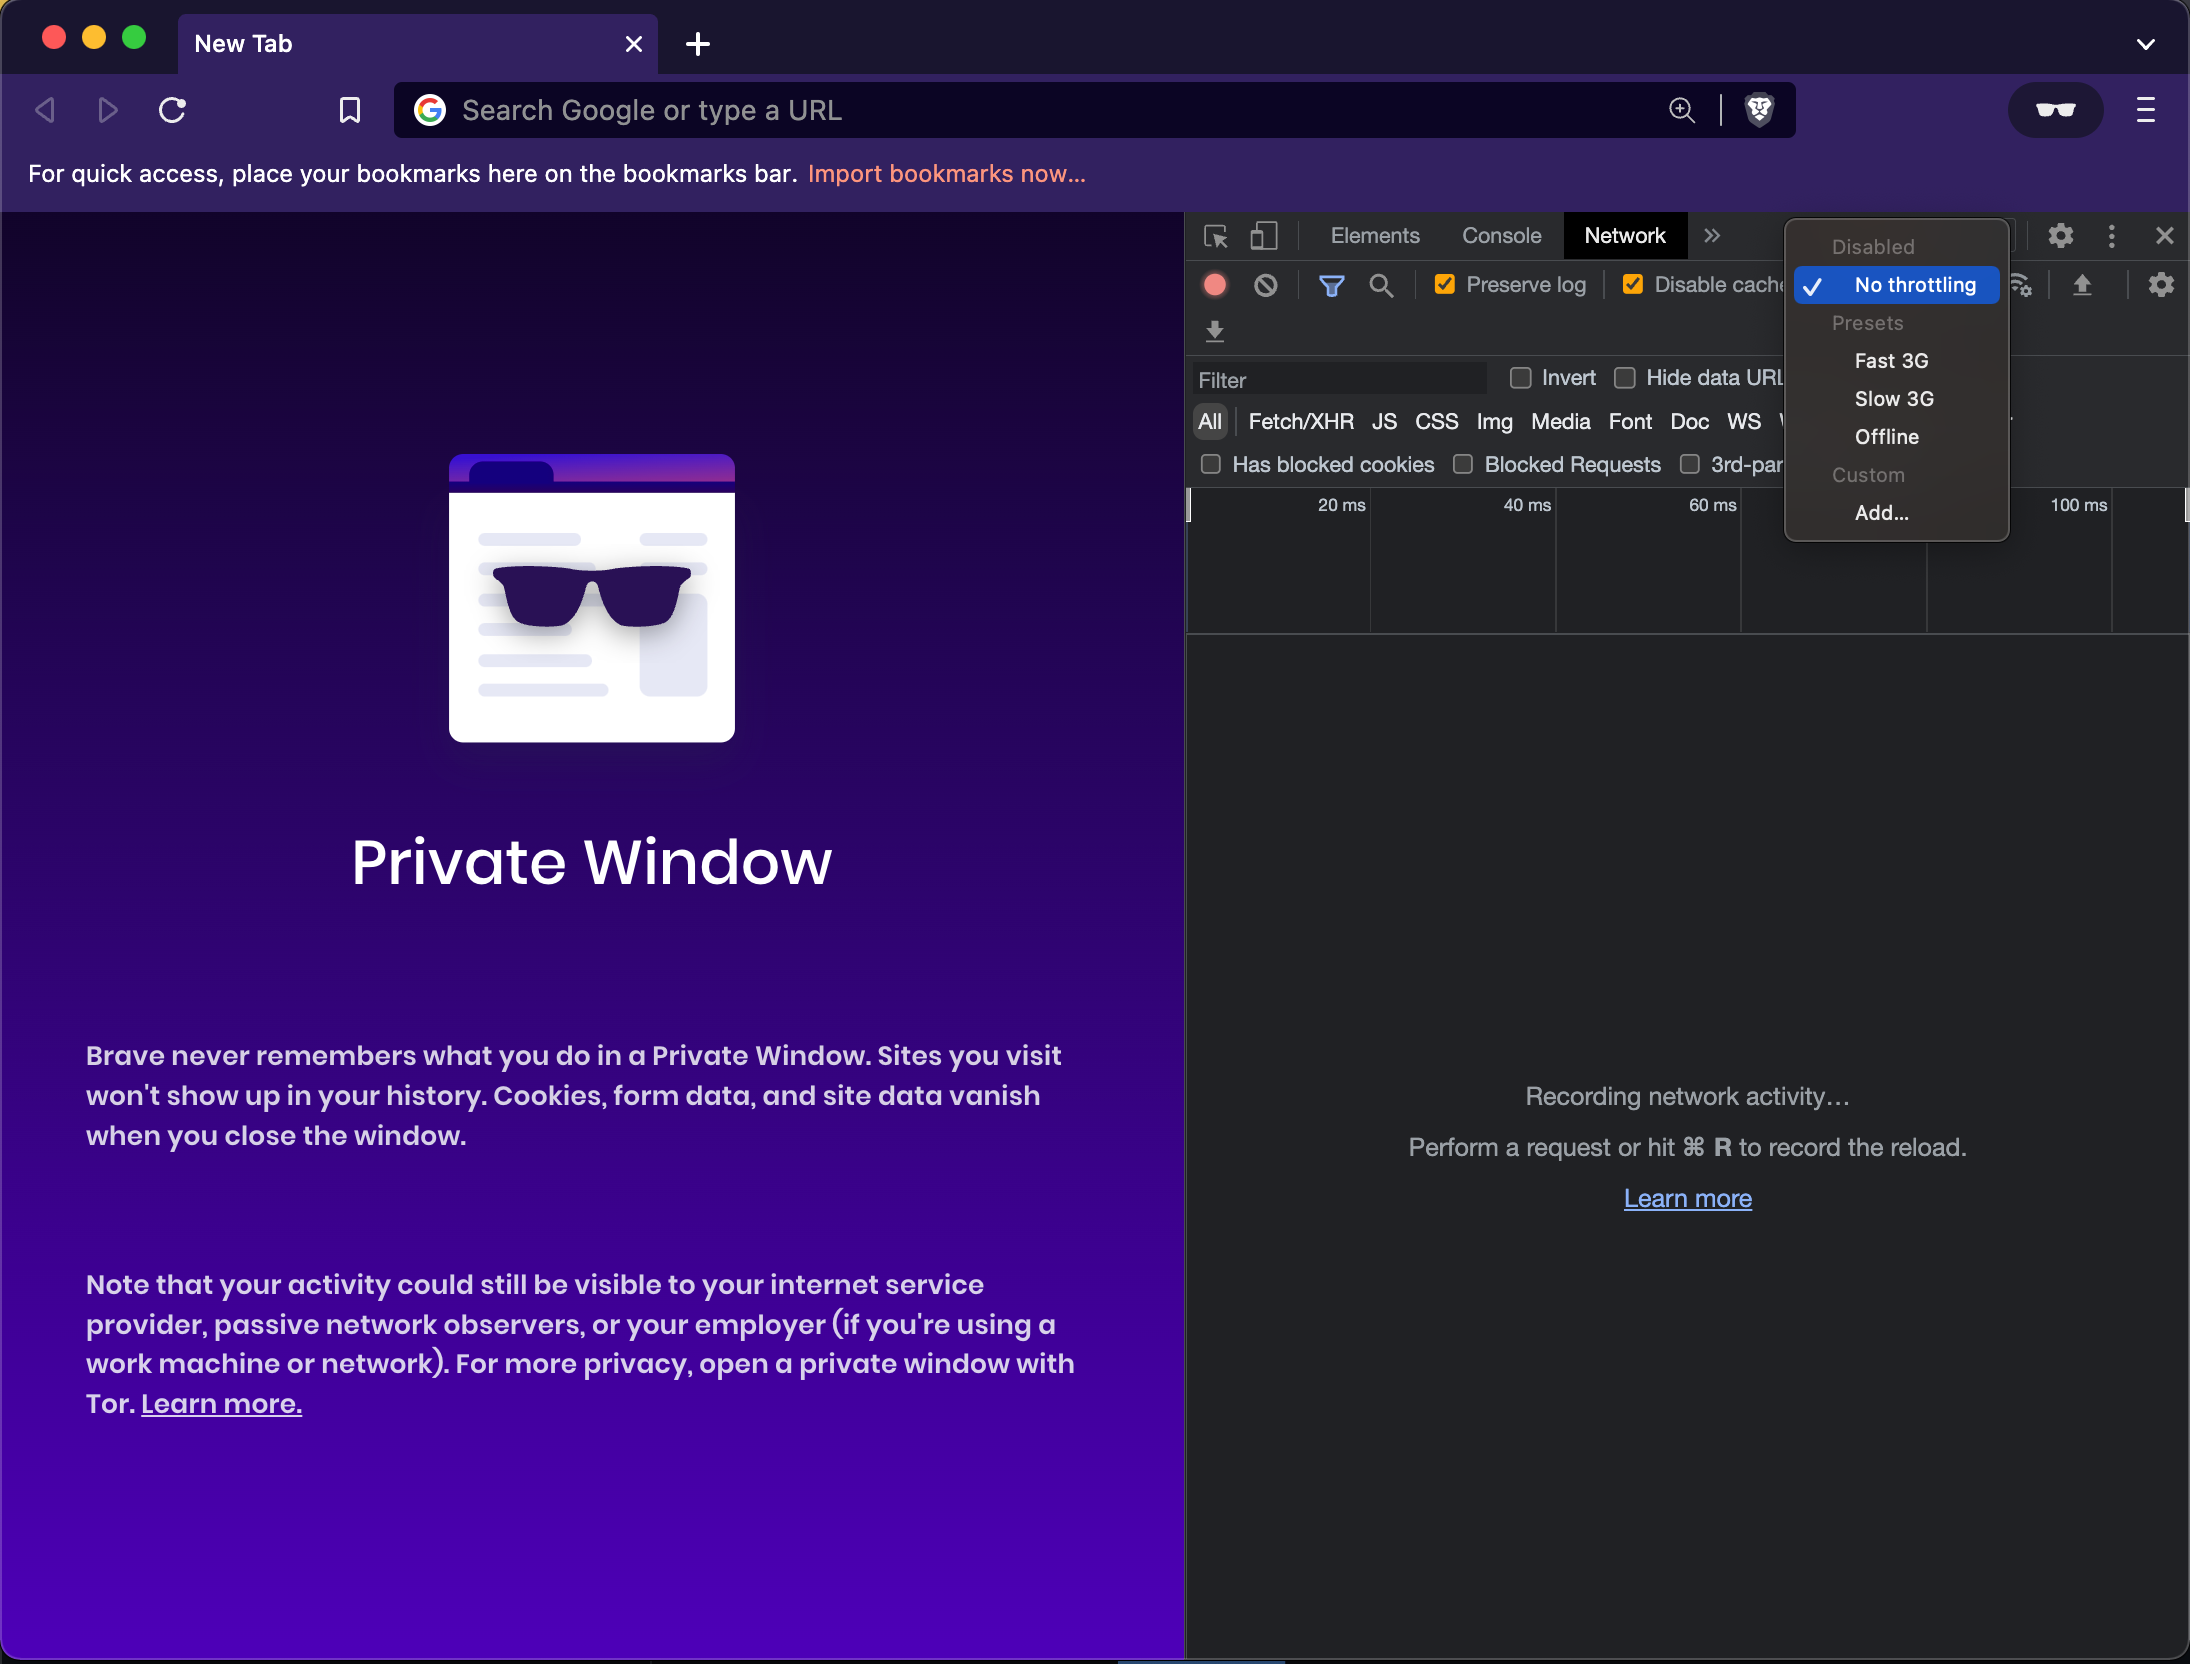 New Tab
Search Google or type a URL
For quick access, place your bookmarks here on the bookmarks bar. Import bookmarks now...
Elements Console Network
Disabled
No throttling
Presets
Fast 3G
Slow 3G
Offline
Custom
Add...
Preserve log Disable cache
Filter Invert Hide data URL
All Fetch/XHR JS CSS Img Media Font Doc WS
Has blocked cookies Blocked Requests 3rd-par
20 ms 40 ms 60 ms 100 ms
Recording network activity…
Perform a request or hit ⌘ R to record the reload.
Learn more
Private Window
Brave never remembers what you do in a Private Window. Sites you visit
won't show up in your history. Cookies, form data, and site data vanish
when you close the window.
Note that your activity could still be visible to your internet service
provider, passive network observers, or your employer (if you're using a
work machine or network). For more privacy, open a private window with
Tor. Learn more.